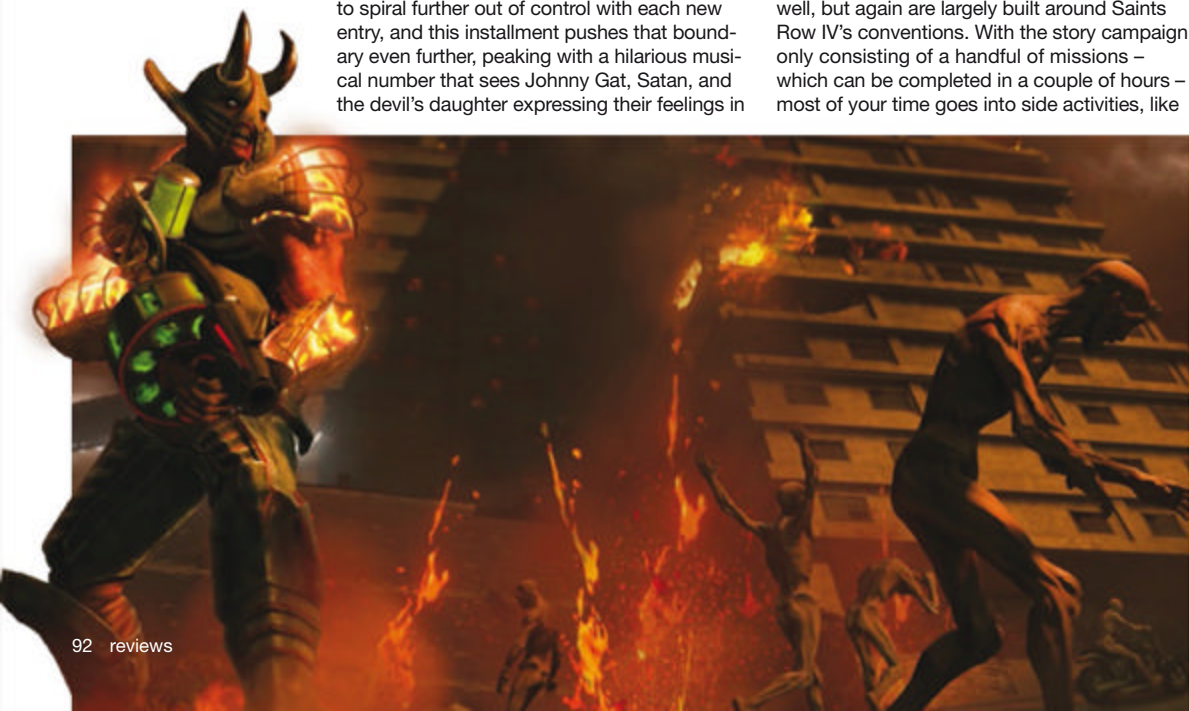 to spiral further out of control with each new
entry, and this installment pushes that bound-
ary even further, peaking with a hilarious musi-
cal number that sees Johnny Gat, Satan, and
the devil's daughter expressing their feelings in
well, but again are largely built around Saints
Row IV's conventions. With the story campaign
only consisting of a handful of missions –
which can be completed in a couple of hours –
most of your time goes into side activities, like
92 reviews